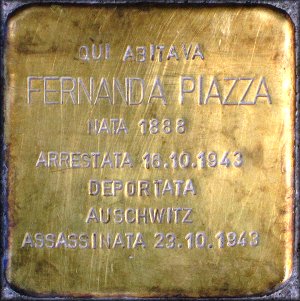 QUI ABITAVA
FERNANDA PIAZZA
NATA 1888
ARRESTATA 16.10.1943
DEPORTATA
AUSCHWITZ
ASSASSINATA 23.10.1943